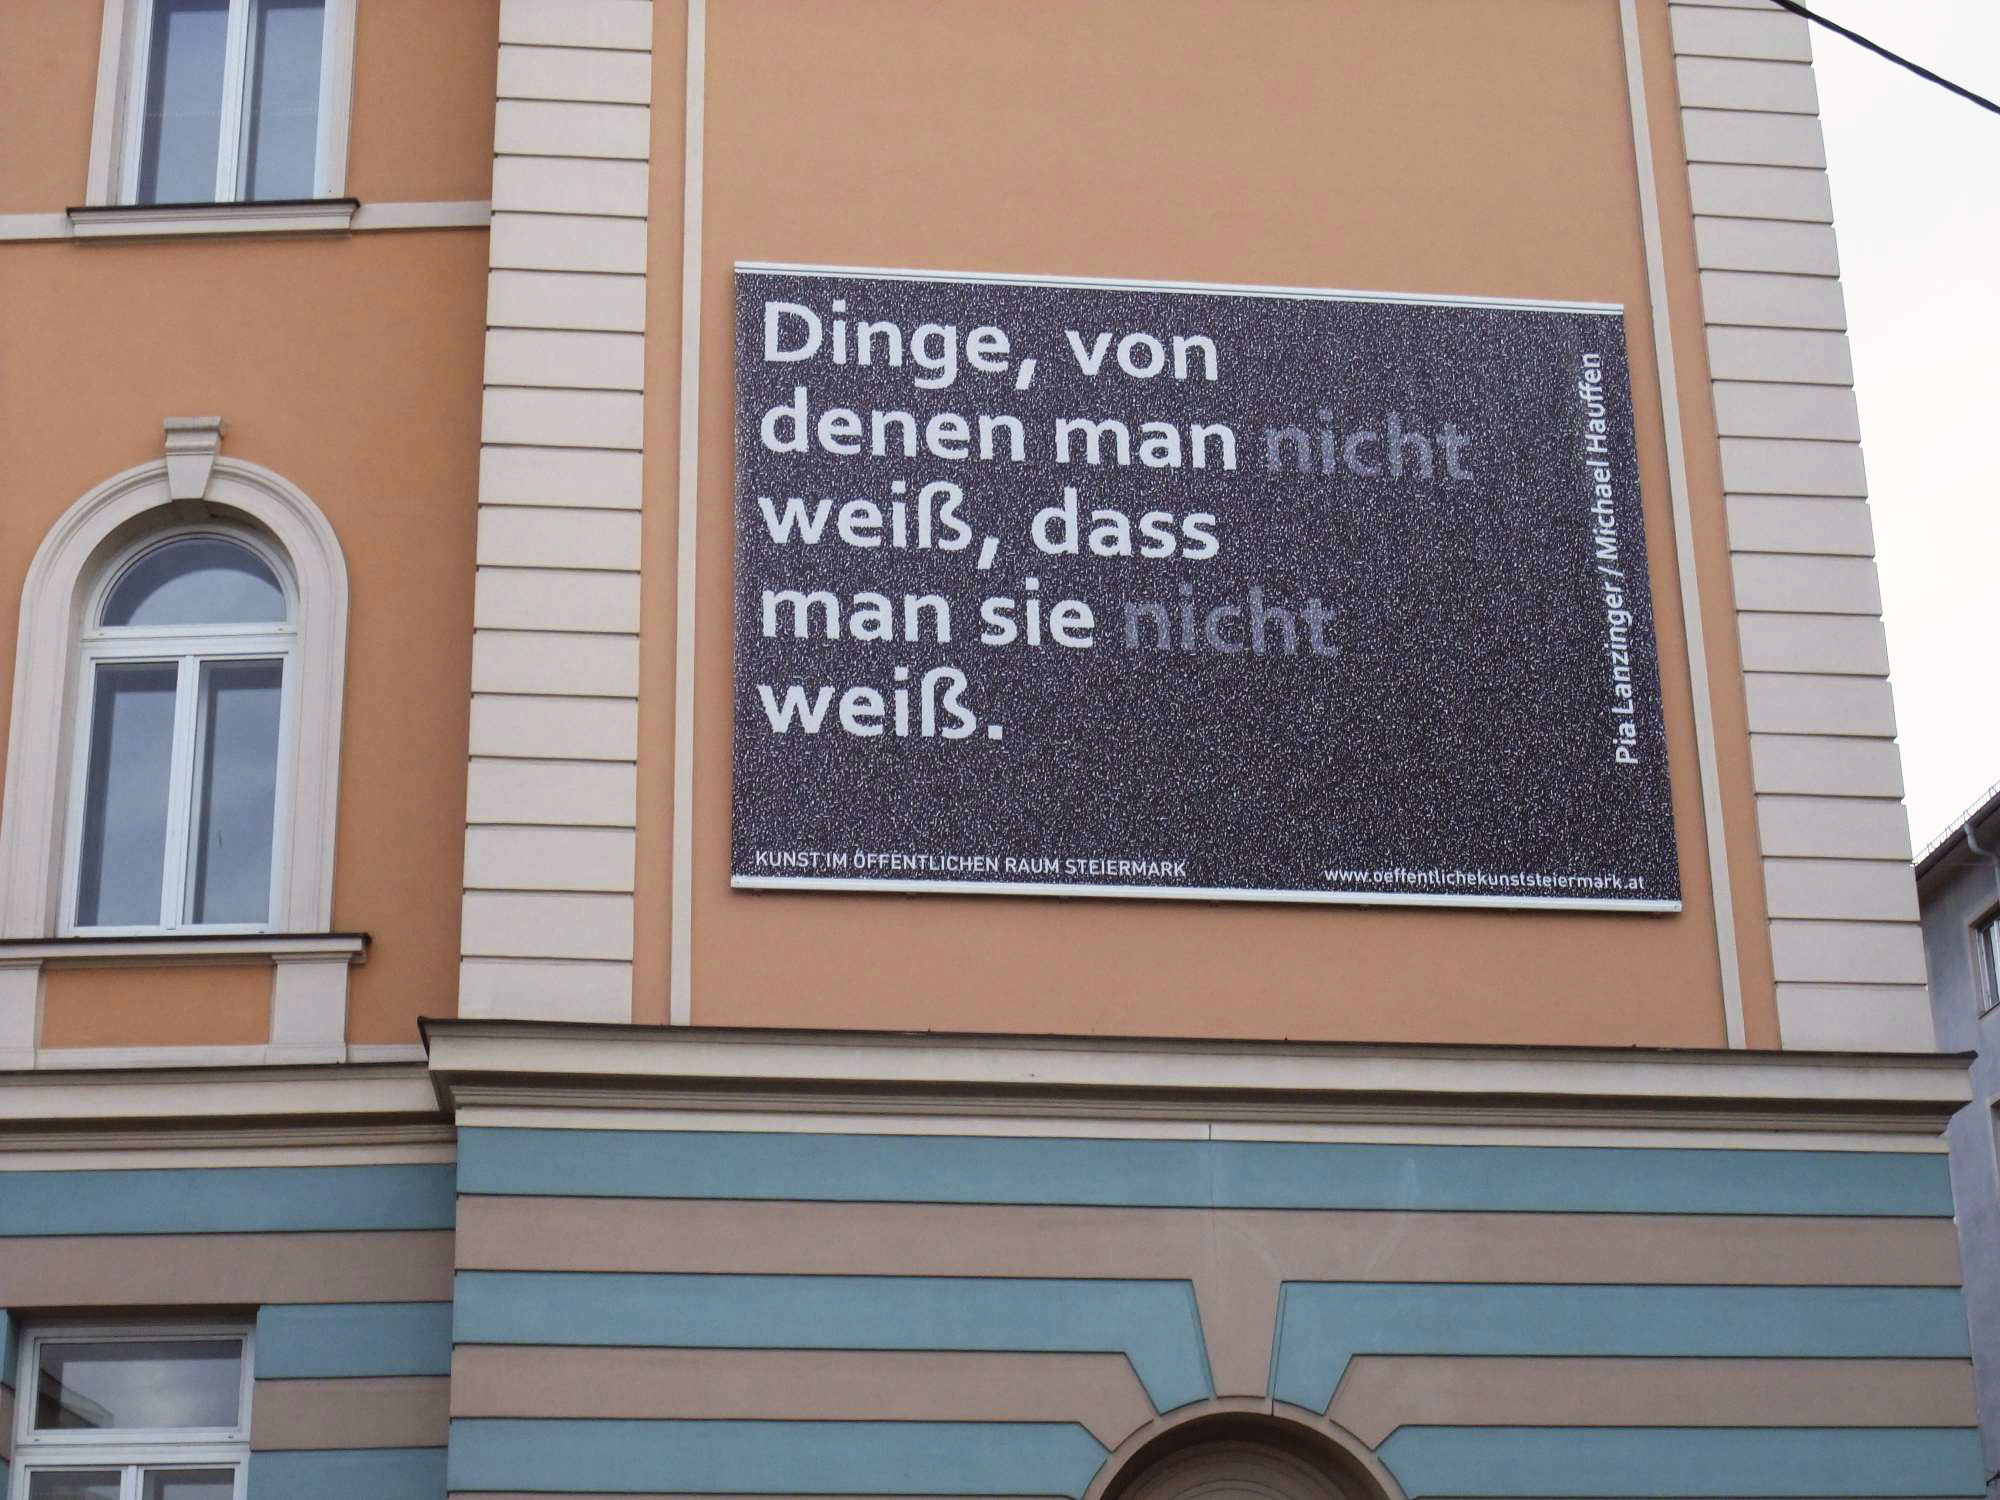 Dinge, von
denen man nicht
weiß, dass
man sie nicht
weiß.
Pia Lanzinger / Michael Hauffen
KUNST IM ÖFFENTLICHEN RAUM STEIERMARK
www.oeffentlichekunststeiermark.at